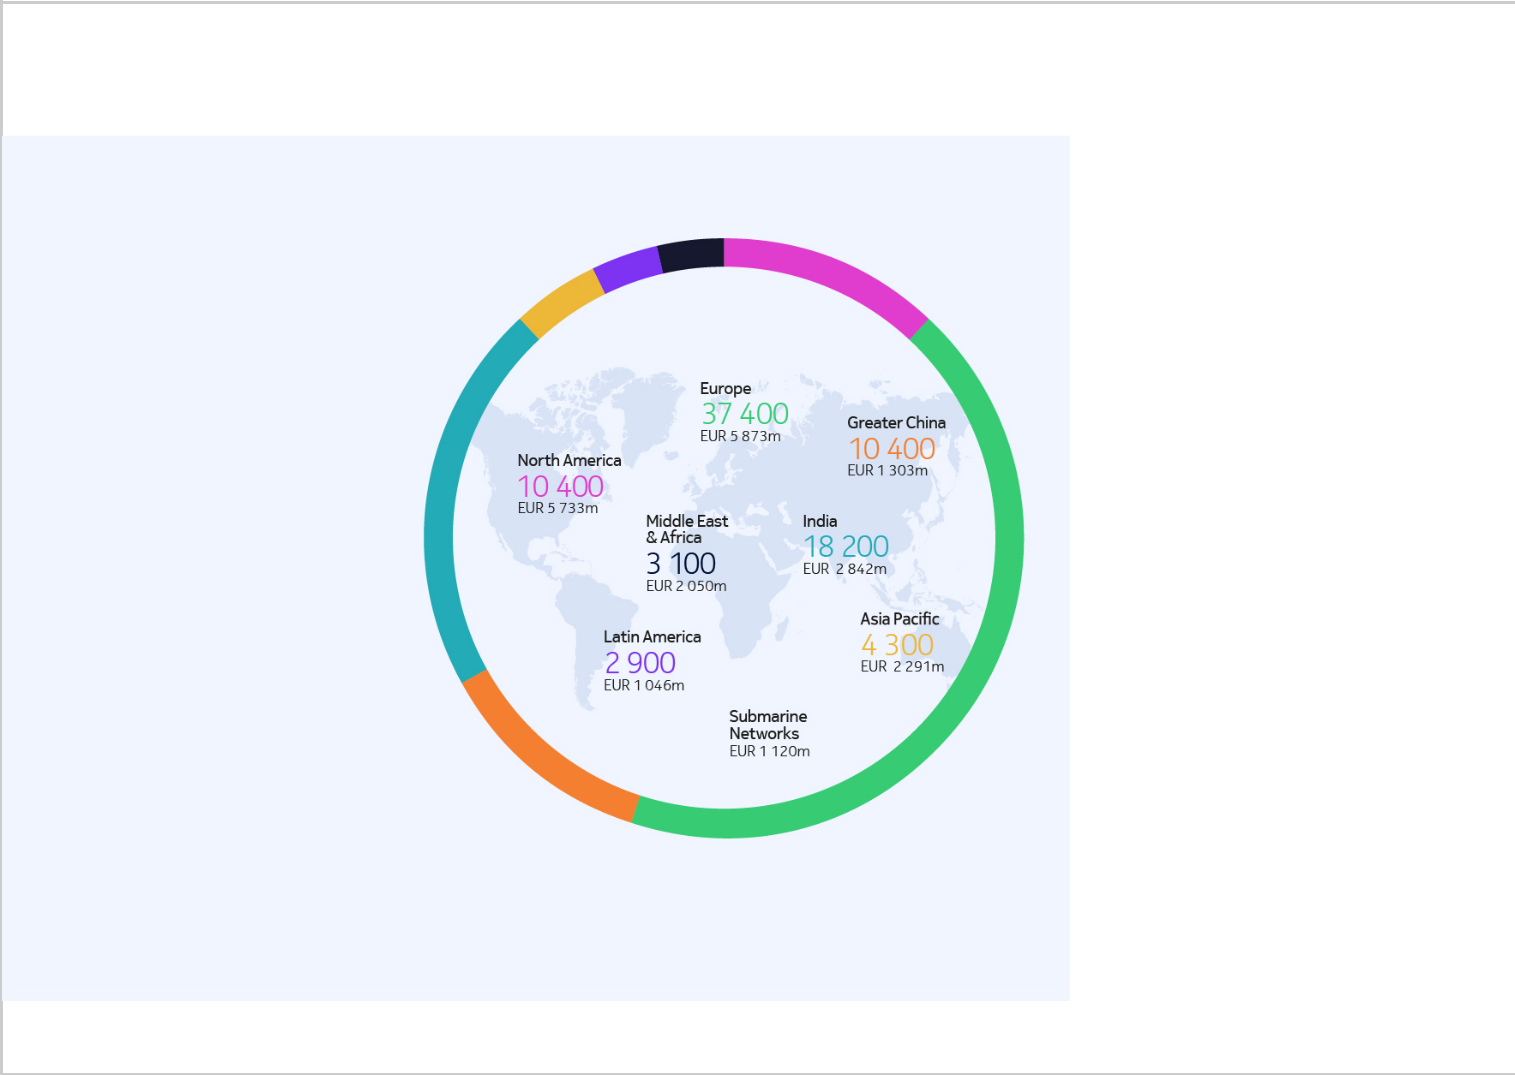 Europe
37 400
EUR 5 873m
Greater China
10 400
EUR 1 303m
North America
10 400
EUR 5 733m
Middle East
& Africa
3 100
EUR 2 050m
India
18 200
EUR 2 842m
Asia Pacific
4 300
EUR 2 291m
Latin America
2 900
EUR 1 046m
Submarine
Networks
EUR 1 120m